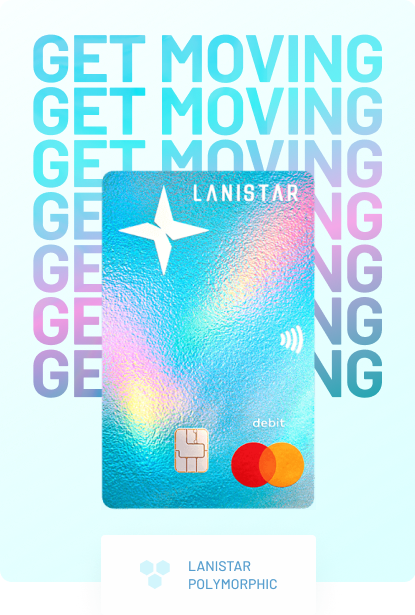 GET MOVING
GET MOVING
GET MOVING
GE NG
GE NG
GE NG
GE NG
LANISTAR
debit
LANISTAR
POLYMORPHIC